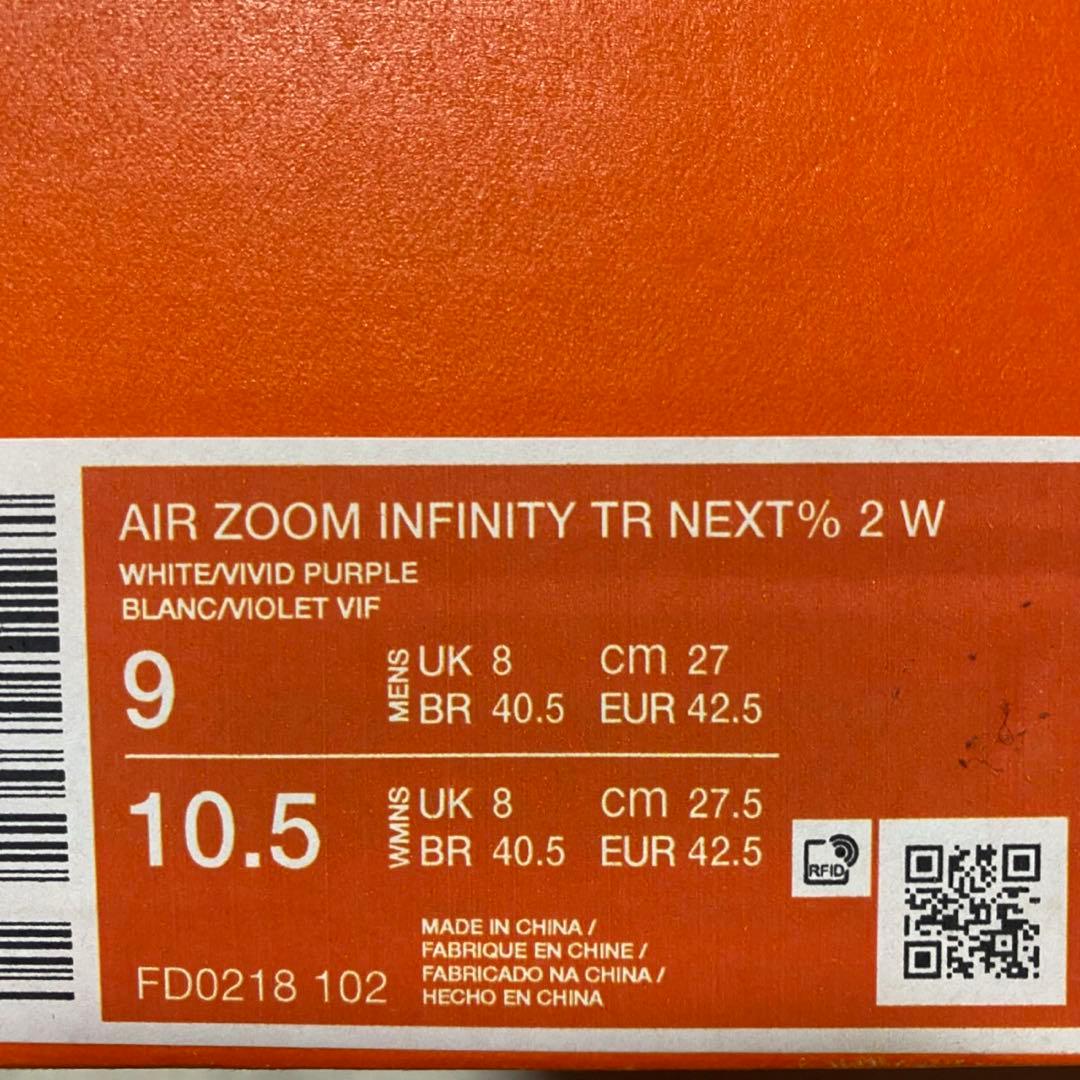 AIR ZOOM INFINITY TR NEXT% 2 W
WHITE/VIVID PURPLE
BLANC/VIOLET VIF
9 MENS UK 8 cm 27
BR 40.5 EUR 42.5
10.5 WMNS UK 8 cm 27.5
BR 40.5 EUR 42.5
RFID
MADE IN CHINA /
FABRIQUE EN CHINE /
FABRICADO NA CHINA /
HECHO EN CHINA
FD0218 102